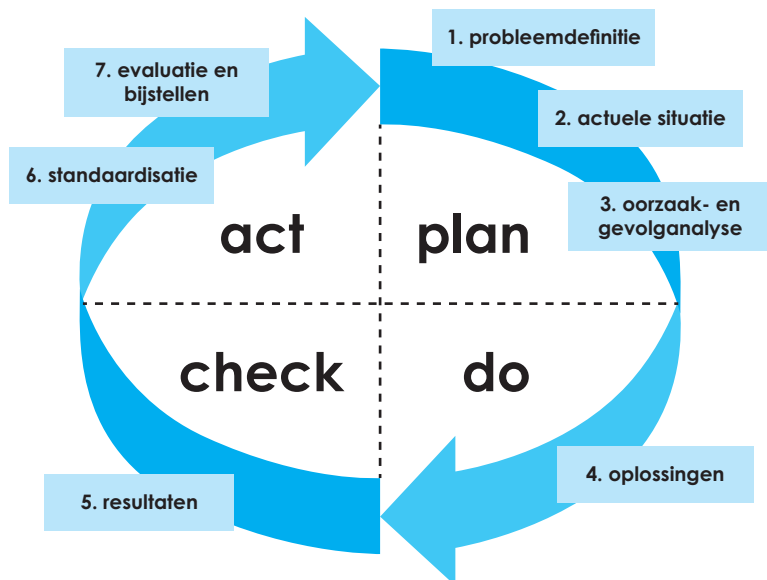 1. probleemdefinitie
2. actuele situatie
3. oorzaak- en
gevolganalyse
4. oplossingen
5. resultaten
6. standaardisatie
7. evaluatie en
bijstellen
act
plan
check
do